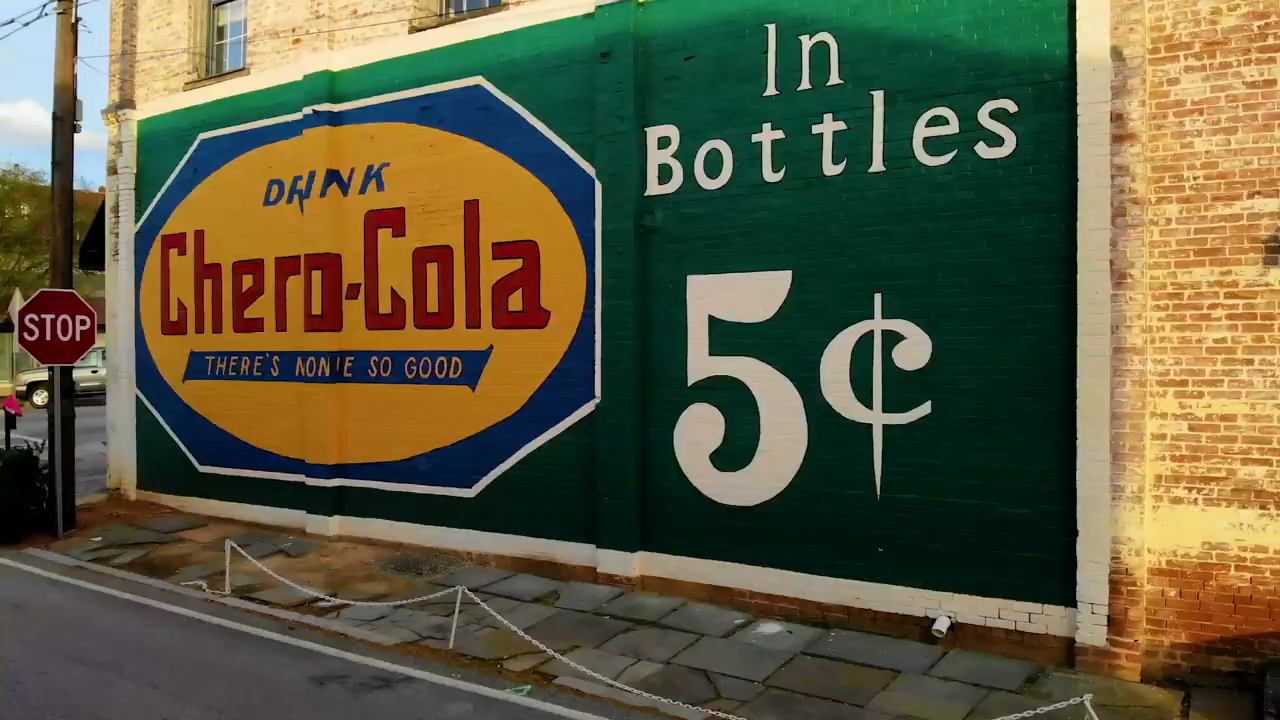 STOP
DRINK
Chero-Cola
THERE'S NONE SO GOOD
In
Bottles
5¢